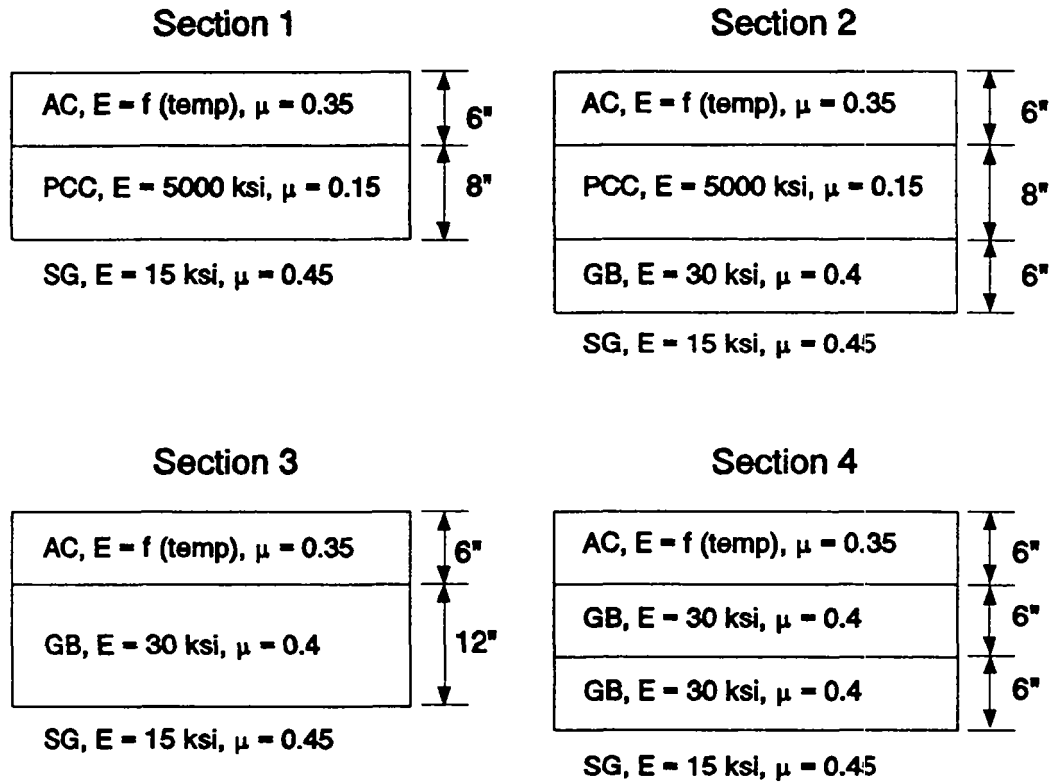 Section 1
AC, E = f (temp), μ = 0.35
6"
PCC, E = 5000 ksi, μ = 0.15
8"
SG, E = 15 ksi, μ = 0.45
Section 2
AC, E = f (temp), μ = 0.35
6"
PCC, E = 5000 ksi, μ = 0.15
8"
GB, E = 30 ksi, μ = 0.4
6"
SG, E = 15 ksi, μ = 0.45
Section 3
AC, E = f (temp), μ = 0.35
6"
GB, E = 30 ksi, μ = 0.4
12"
SG, E = 15 ksi, μ = 0.45
Section 4
AC, E = f (temp), μ = 0.35
6"
GB, E = 30 ksi, μ = 0.4
6"
GB, E = 30 ksi, μ = 0.4
6"
SG, E = 15 ksi, μ = 0.45